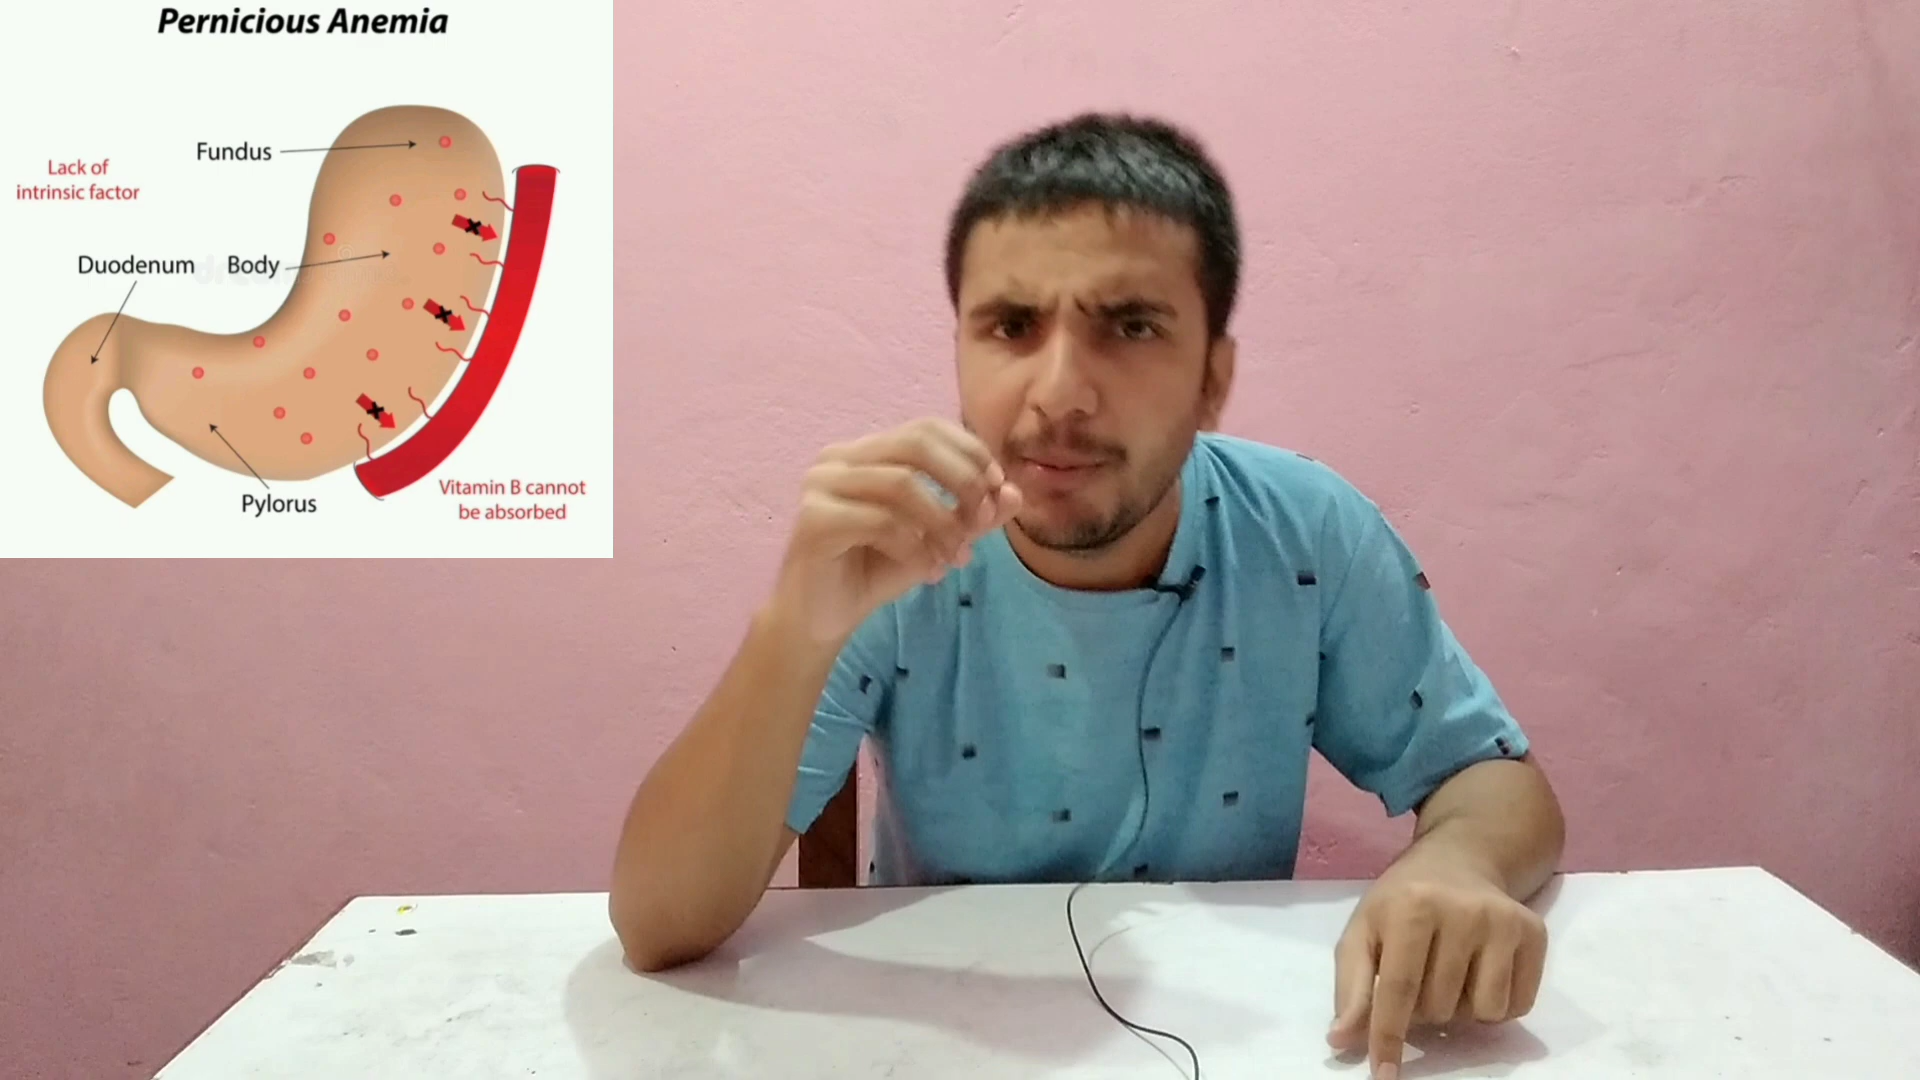 Pernicious Anemia
Fundus
Lack of
intrinsic factor
Duodenum
Body
Pylorus
Vitamin B cannot
be absorbed